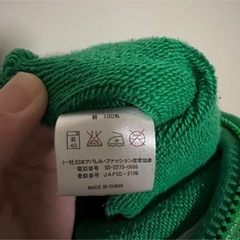 綿 100%
40
(一社)日本アパレル・ファッション産業協会
電話番号 03-3275-0685
登録番号 JAFIC-2109
MADE IN CHINA